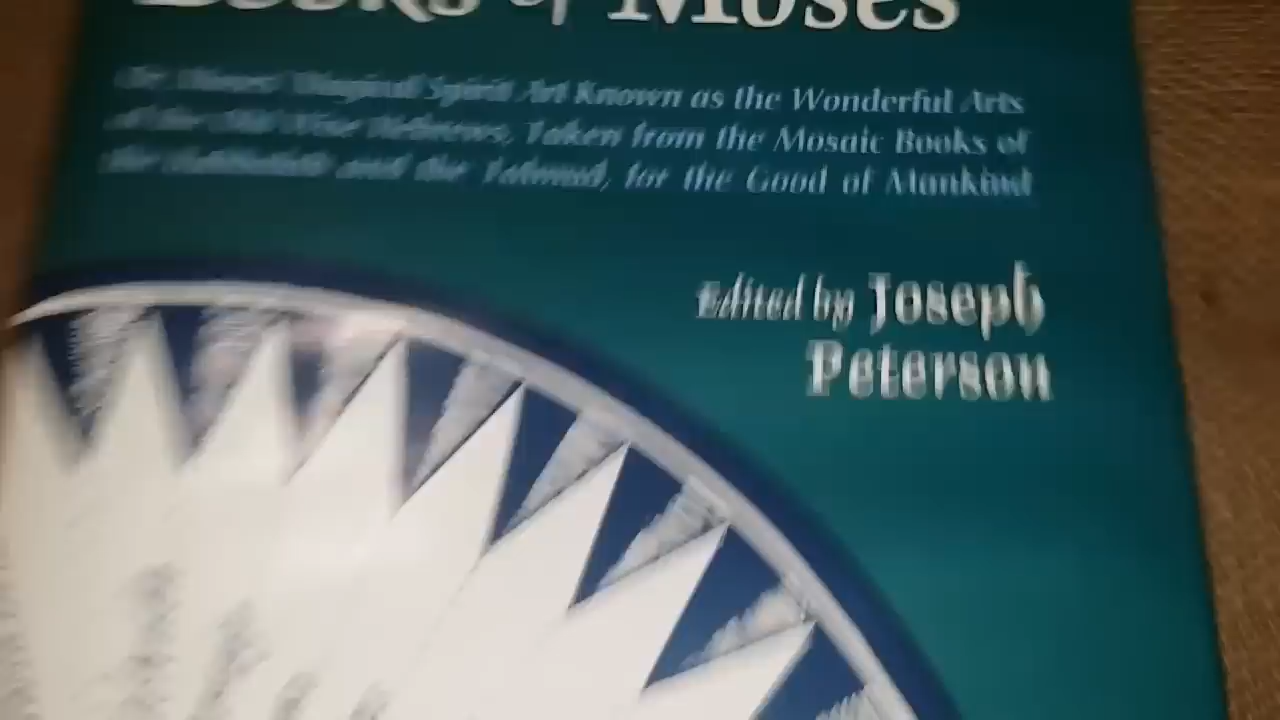 Books of Moses
or Moses' Magical Spirit Art Known as the Wonderful Arts
of the Old Wise Hebrews, Taken from the Mosaic Books of
the Kabbalah and the Talmud, for the Good of Mankind
Edited by Joseph
Peterson